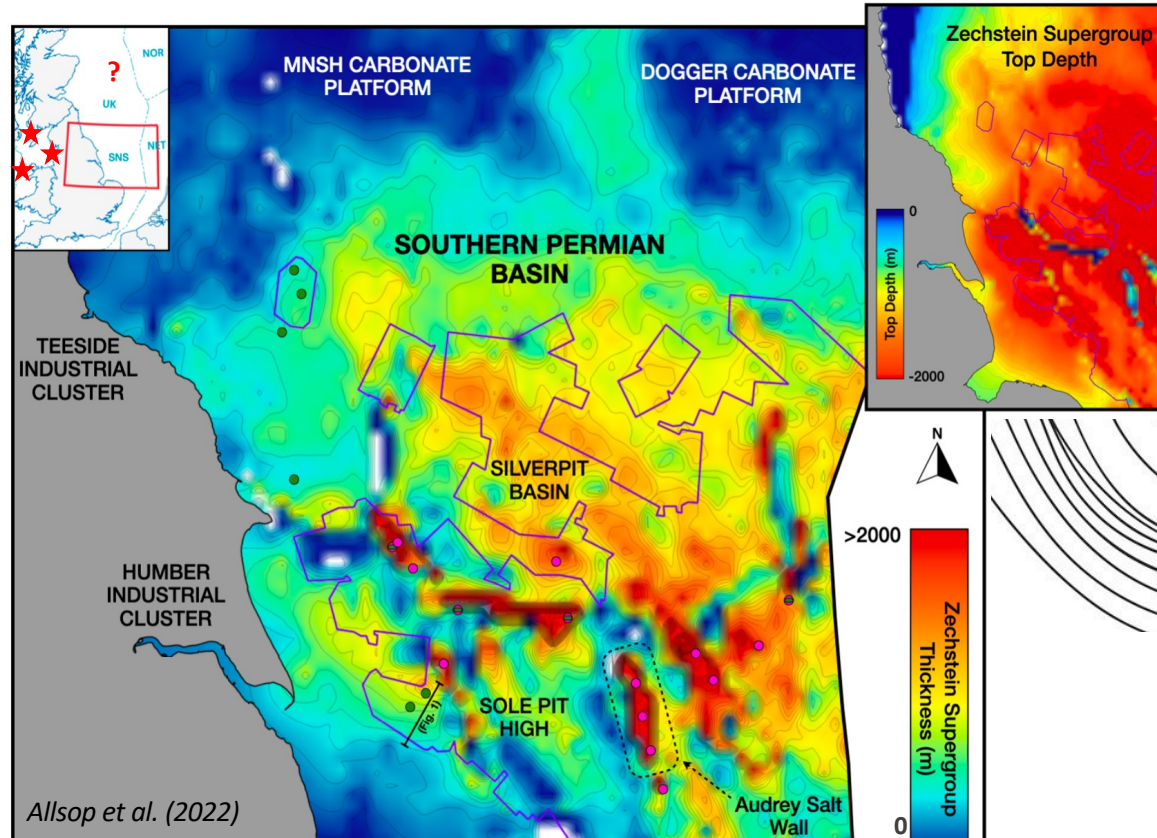 NOR
?
UK
SNS
NET
MNSH CARBONATE
PLATFORM
DOGGER CARBONATE
PLATFORM
Zechstein Supergroup
Top Depth
0
Top Depth (m)
-2000
SOUTHERN PERMIAN
BASIN
TEESIDE
INDUSTRIAL
CLUSTER
SILVERPIT
BASIN
HUMBER
INDUSTRIAL
CLUSTER
SOLE PIT
HIGH
(Fig. 1)
Audrey Salt
Wall
N
>2000
Zechstein Supergroup
Thickness (m)
0
Allsop et al. (2022)